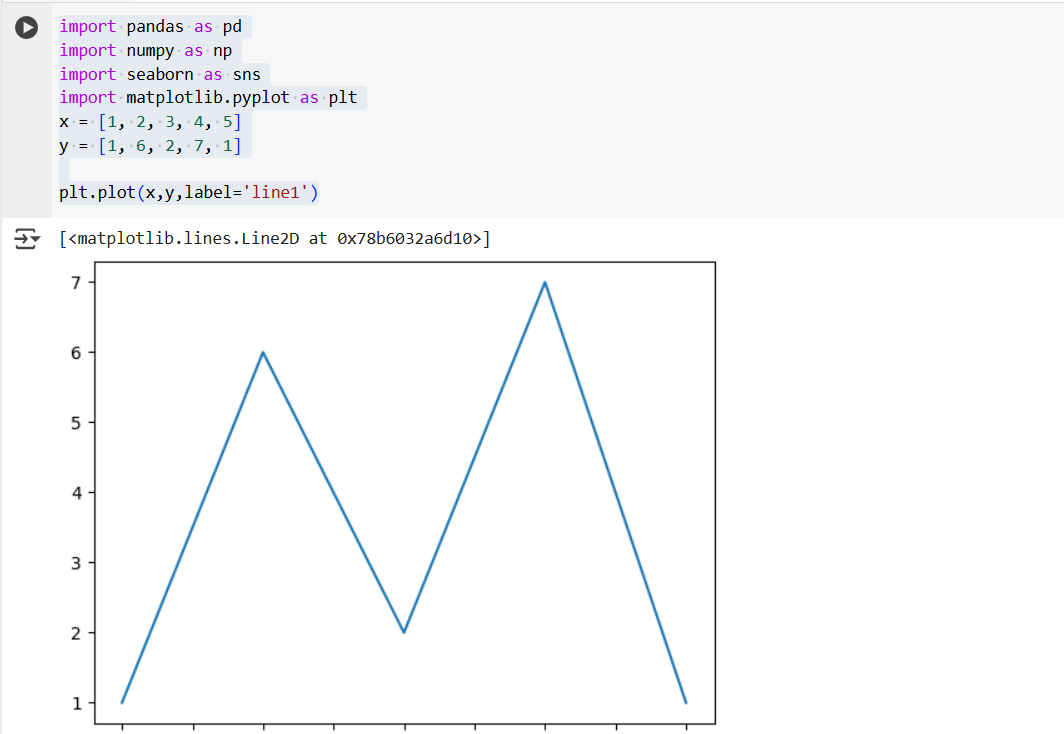 import pandas as pd
import numpy as np
import seaborn as sns
import matplotlib.pyplot as plt
x = [1, 2, 3, 4, 5]
y = [1, 6, 2, 7, 1]
plt.plot(x,y,label='line1')
[<matplotlib.lines.Line2D at 0x78b6032a6d10>]
7
6
5
4
3
2
1